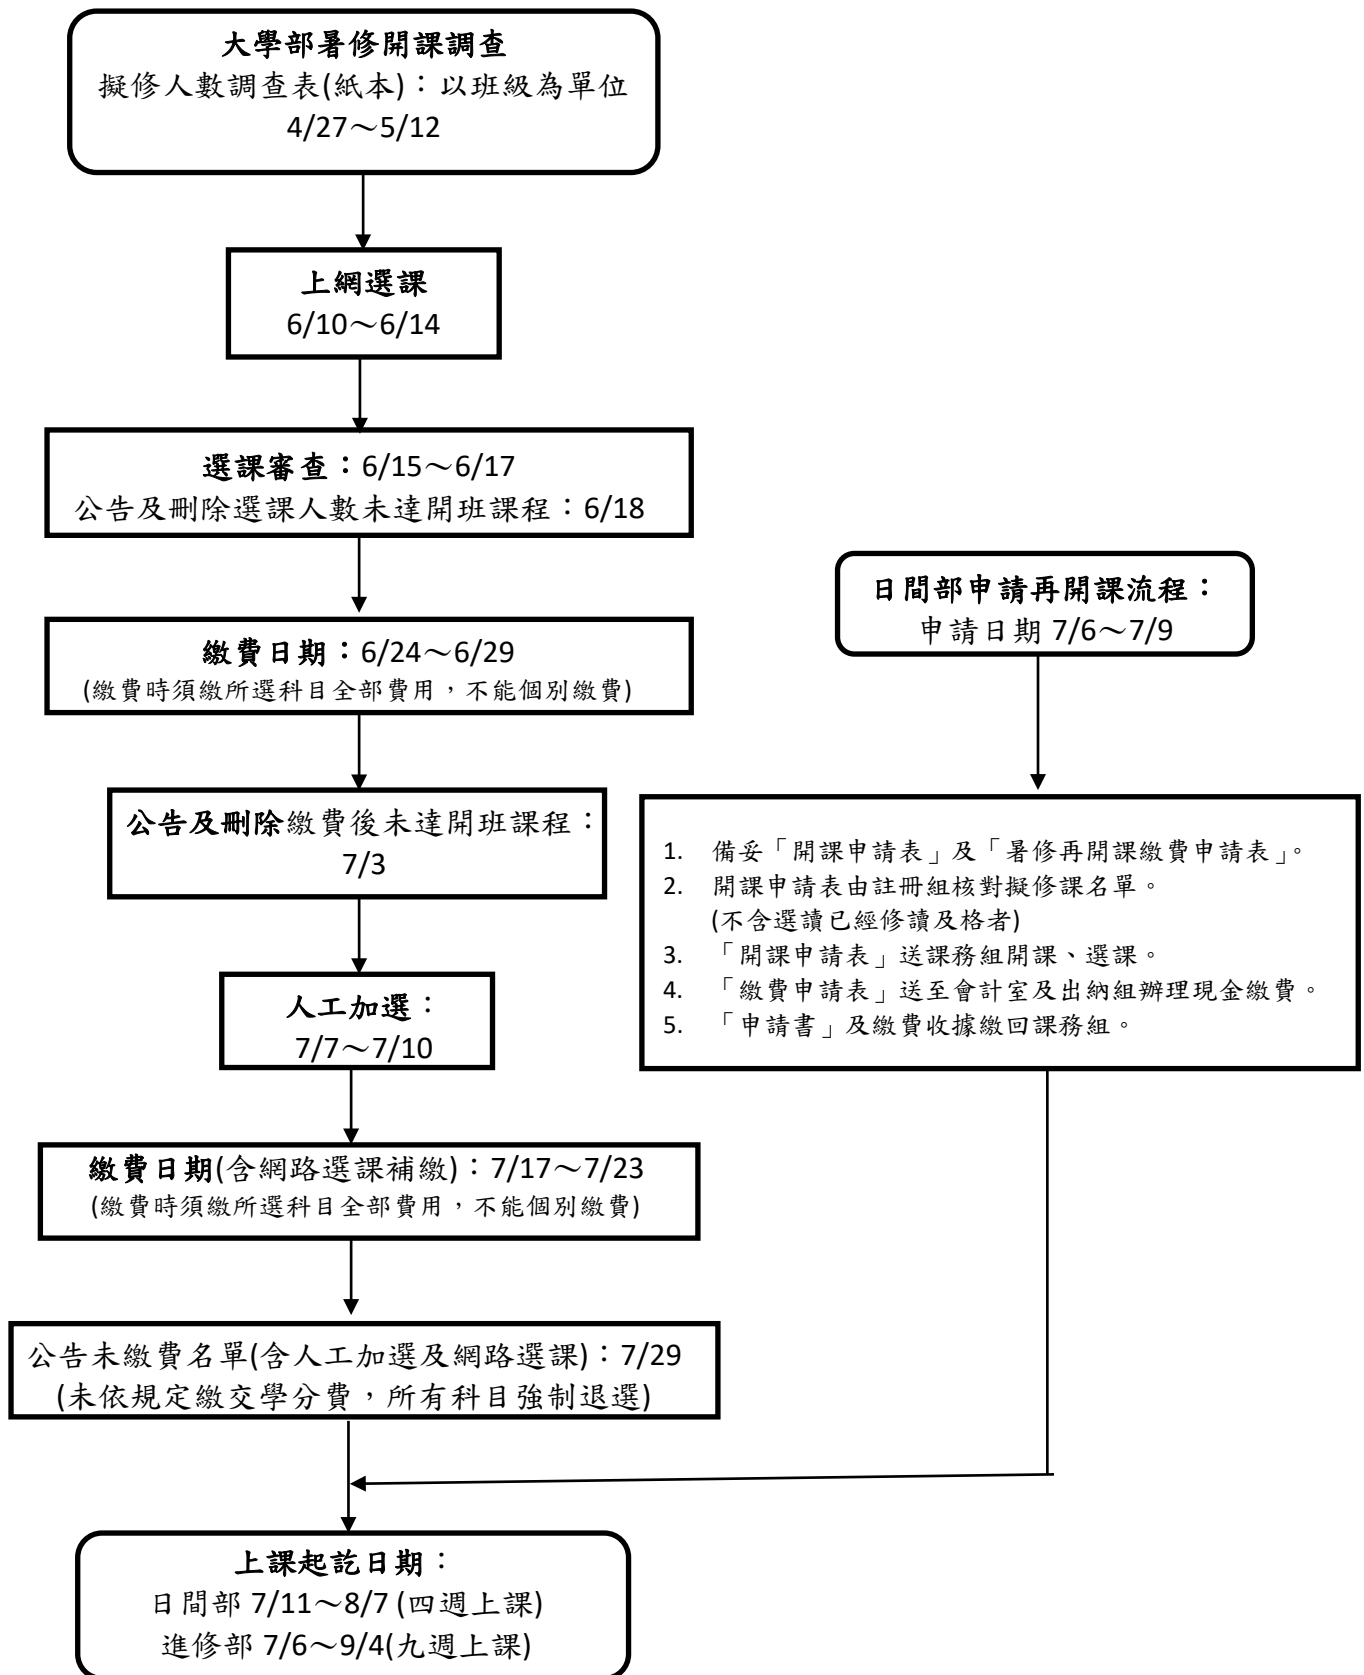 大學部暑修開課調查
擬修人數調查表(紙本)：以班級為單位
4/27～5/12
上網選課
6/10～6/14
選課審查：6/15～6/17
公告及刪除選課人數未達開班課程：6/18
繳費日期：6/24～6/29
(繳費時須繳所選科目全部費用，不能個別繳費)
公告及刪除繳費後未達開班課程：
7/3
人工加選：
7/7～7/10
繳費日期(含網路選課補繳)：7/17～7/23
(繳費時須繳所選科目全部費用，不能個別繳費)
公告未繳費名單(含人工加選及網路選課)：7/29
(未依規定繳交學分費，所有科目強制退選)
日間部申請再開課流程：
申請日期 7/6～7/9
1. 備妥「開課申請表」及「暑修再開課繳費申請表」。
2. 開課申請表由註冊組核對擬修課名單。
(不含選讀已經修讀及格者)
3. 「開課申請表」送課務組開課、選課。
4. 「繳費申請表」送至會計室及出納組辦理現金繳費。
5. 「申請書」及繳費收據繳回課務組。
上課起訖日期：
日間部 7/11～8/7 (四週上課)
進修部 7/6～9/4(九週上課)